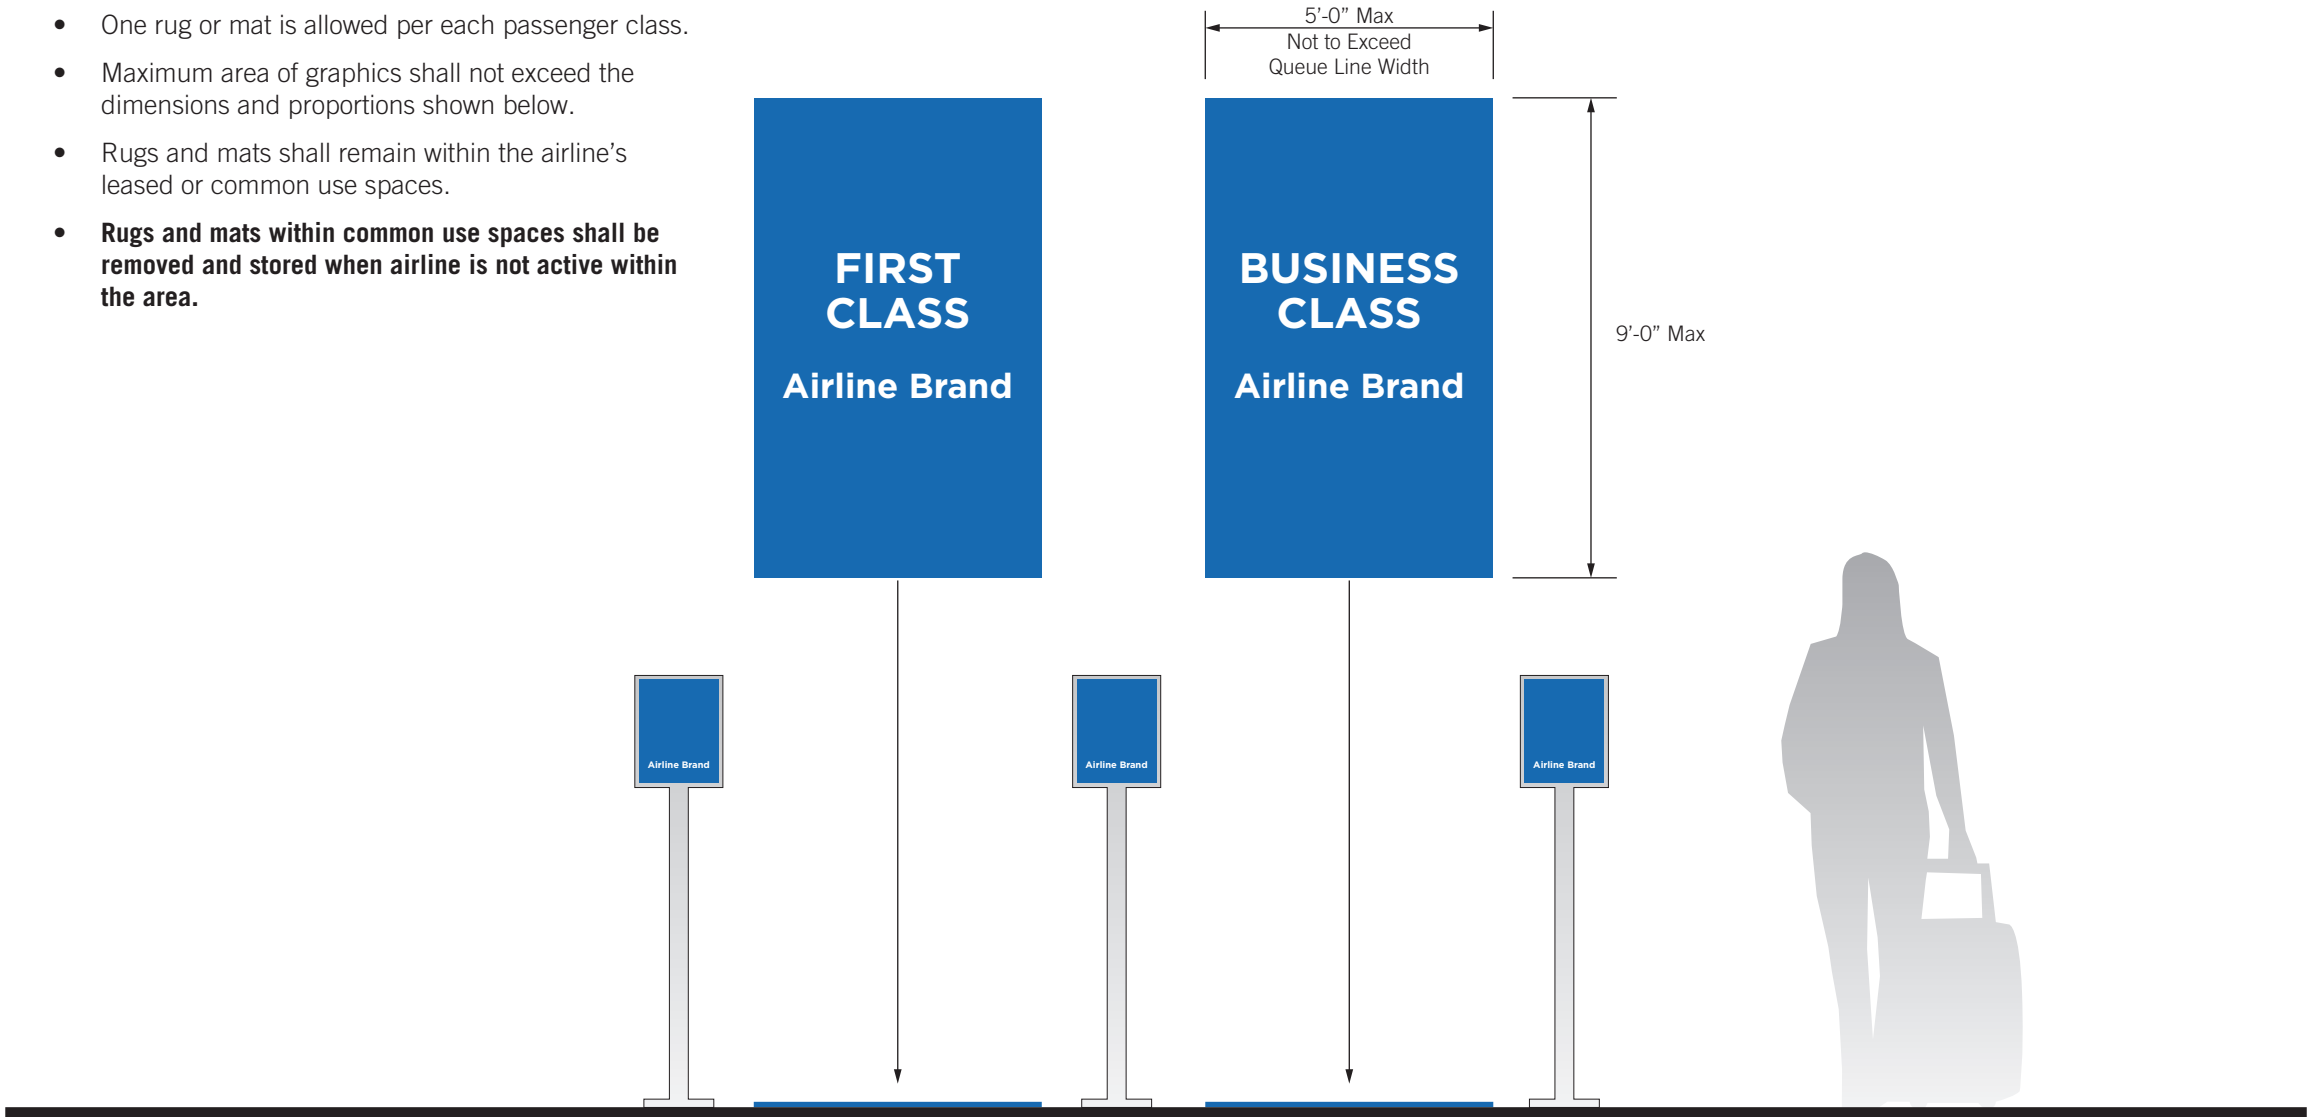 • One rug or mat is allowed per each passenger class.
• Maximum area of graphics shall not exceed the
dimensions and proportions shown below.
• Rugs and mats shall remain within the airline’s
leased or common use spaces.
• Rugs and mats within common use spaces shall be
removed and stored when airline is not active within
the area.
5’-0” Max
Not to Exceed
Queue Line Width
FIRST
CLASS
Airline Brand
BUSINESS
CLASS
Airline Brand
9’-0” Max
Airline Brand
Airline Brand
Airline Brand